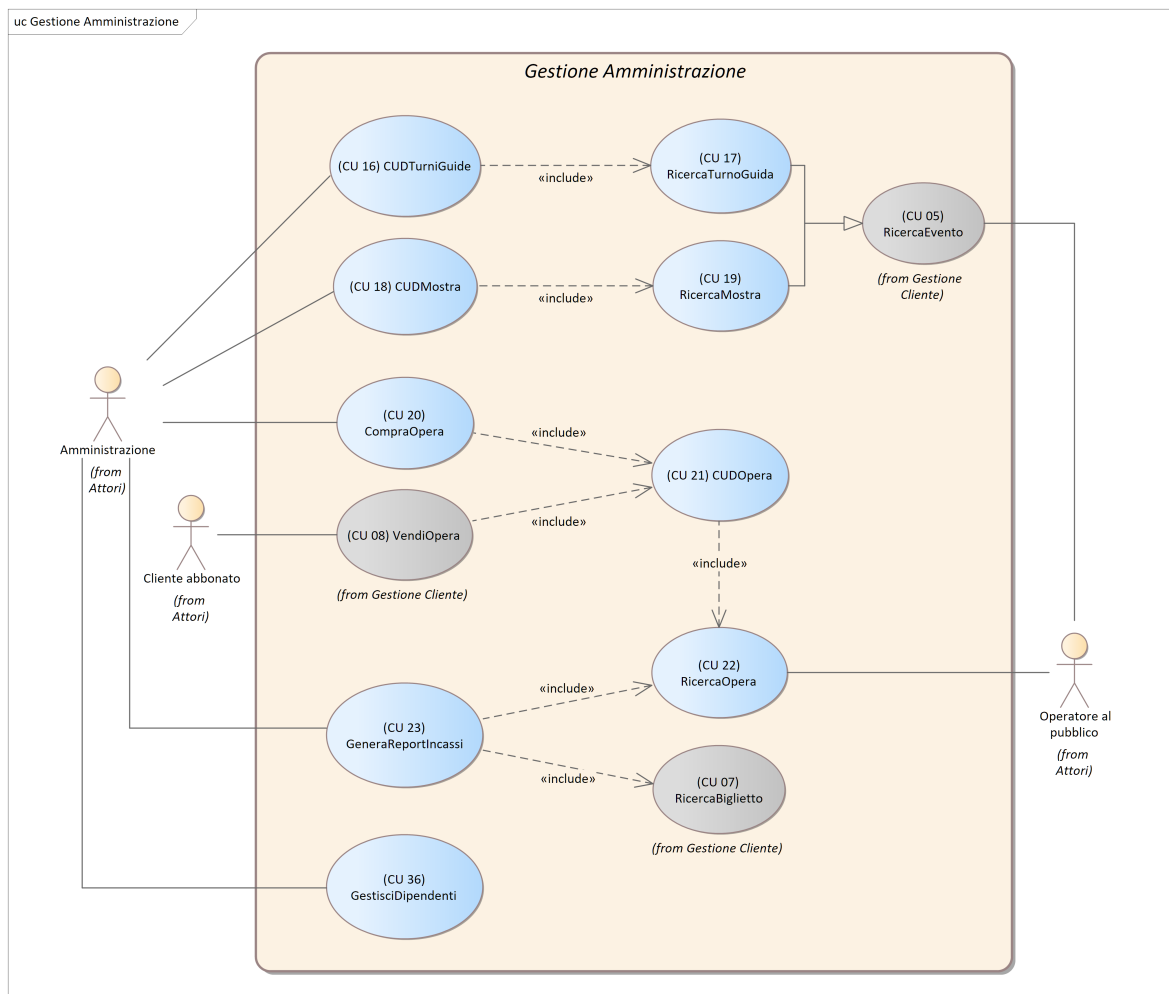 uc Gestione Amministrazione
Gestione Amministrazione
(CU 16) CUDTurniGuide
«include»
(CU 17)
RicercaTurnoGuida
(CU 05)
RicercaEvento
(from Gestione
Cliente)
(CU 18) CUDMostra
«include»
(CU 19)
RicercaMostra
Amministrazione
(from
Attori)
(CU 20)
CompraOpera
«include»
(CU 21) CUDOpera
Cliente abbonato
(from
Attori)
(CU 08) VendiOpera
(from Gestione Cliente)
«include»
«include»
(CU 22)
RicercaOpera
Operatore al
pubblico
(from
Attori)
(CU 23)
GeneraReportIncassi
«include»
«include»
(CU 07)
RicercaBiglietto
(from Gestione Cliente)
(CU 36)
GestisciDipendenti